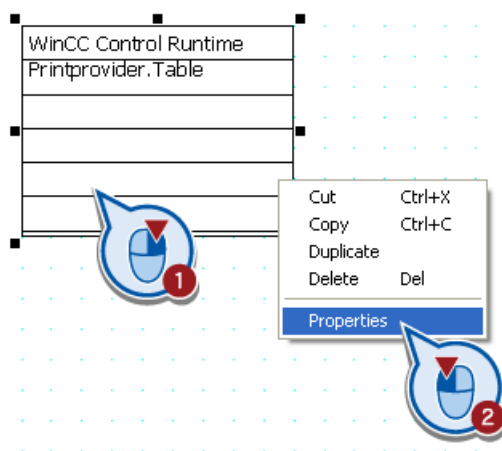 WinCC Control Runtime
Printprovider.Table
Cut Ctrl+X
Copy Ctrl+C
Duplicate
Delete Del
Properties
1
2